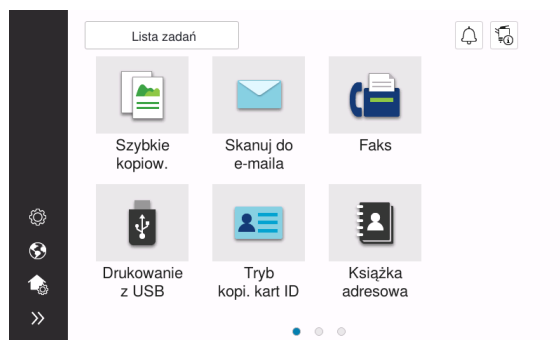 Lista zadań
Szybkie
kopiow.
Skanuj do
e-maila
Faks
Drukowanie
z USB
Tryb
kopi. kart ID
Książka
adresowa